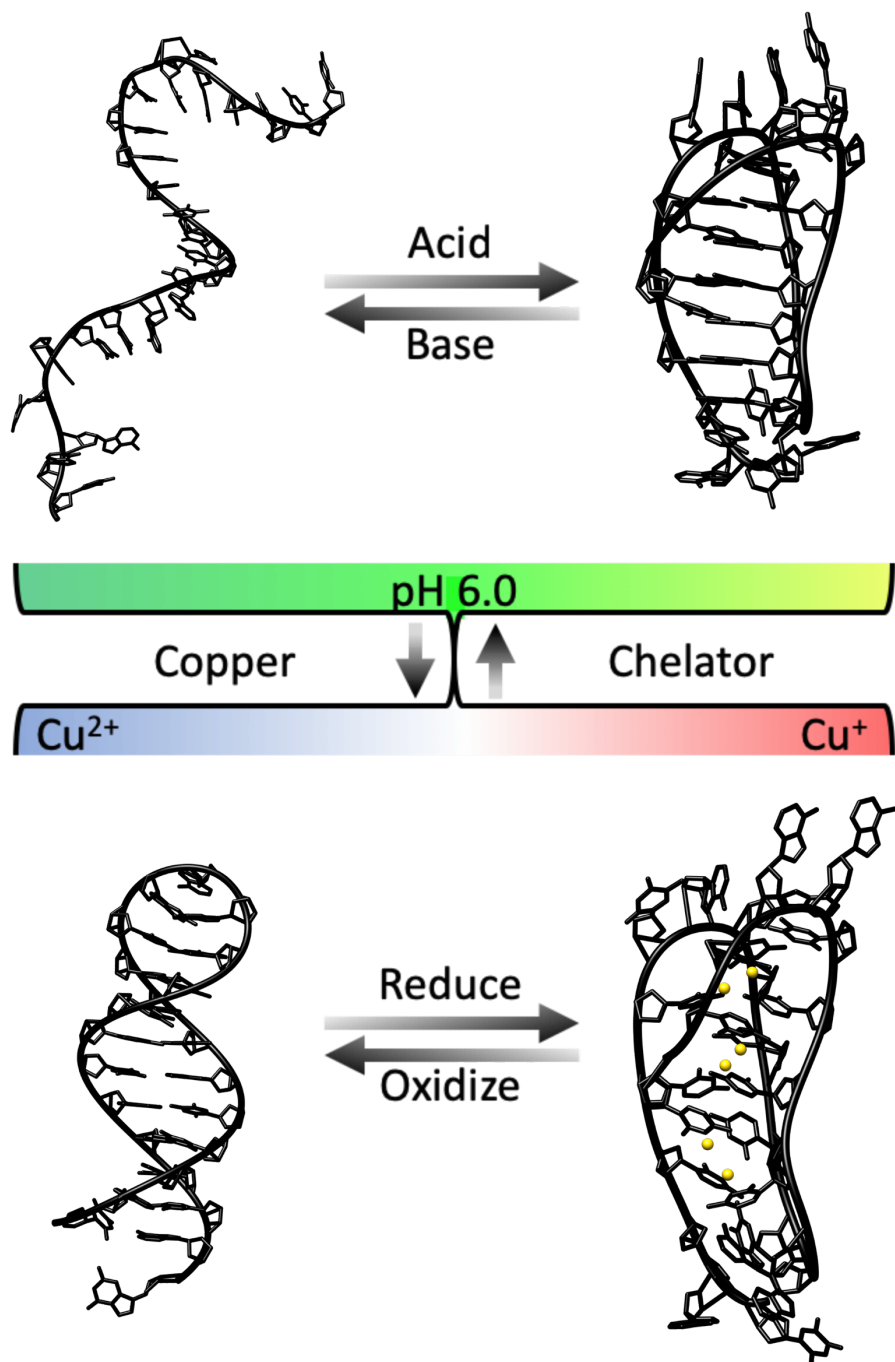 Acid
Base
pH 6.0
Copper
Chelator
Cu²⁺
Cu⁺
Reduce
Oxidize